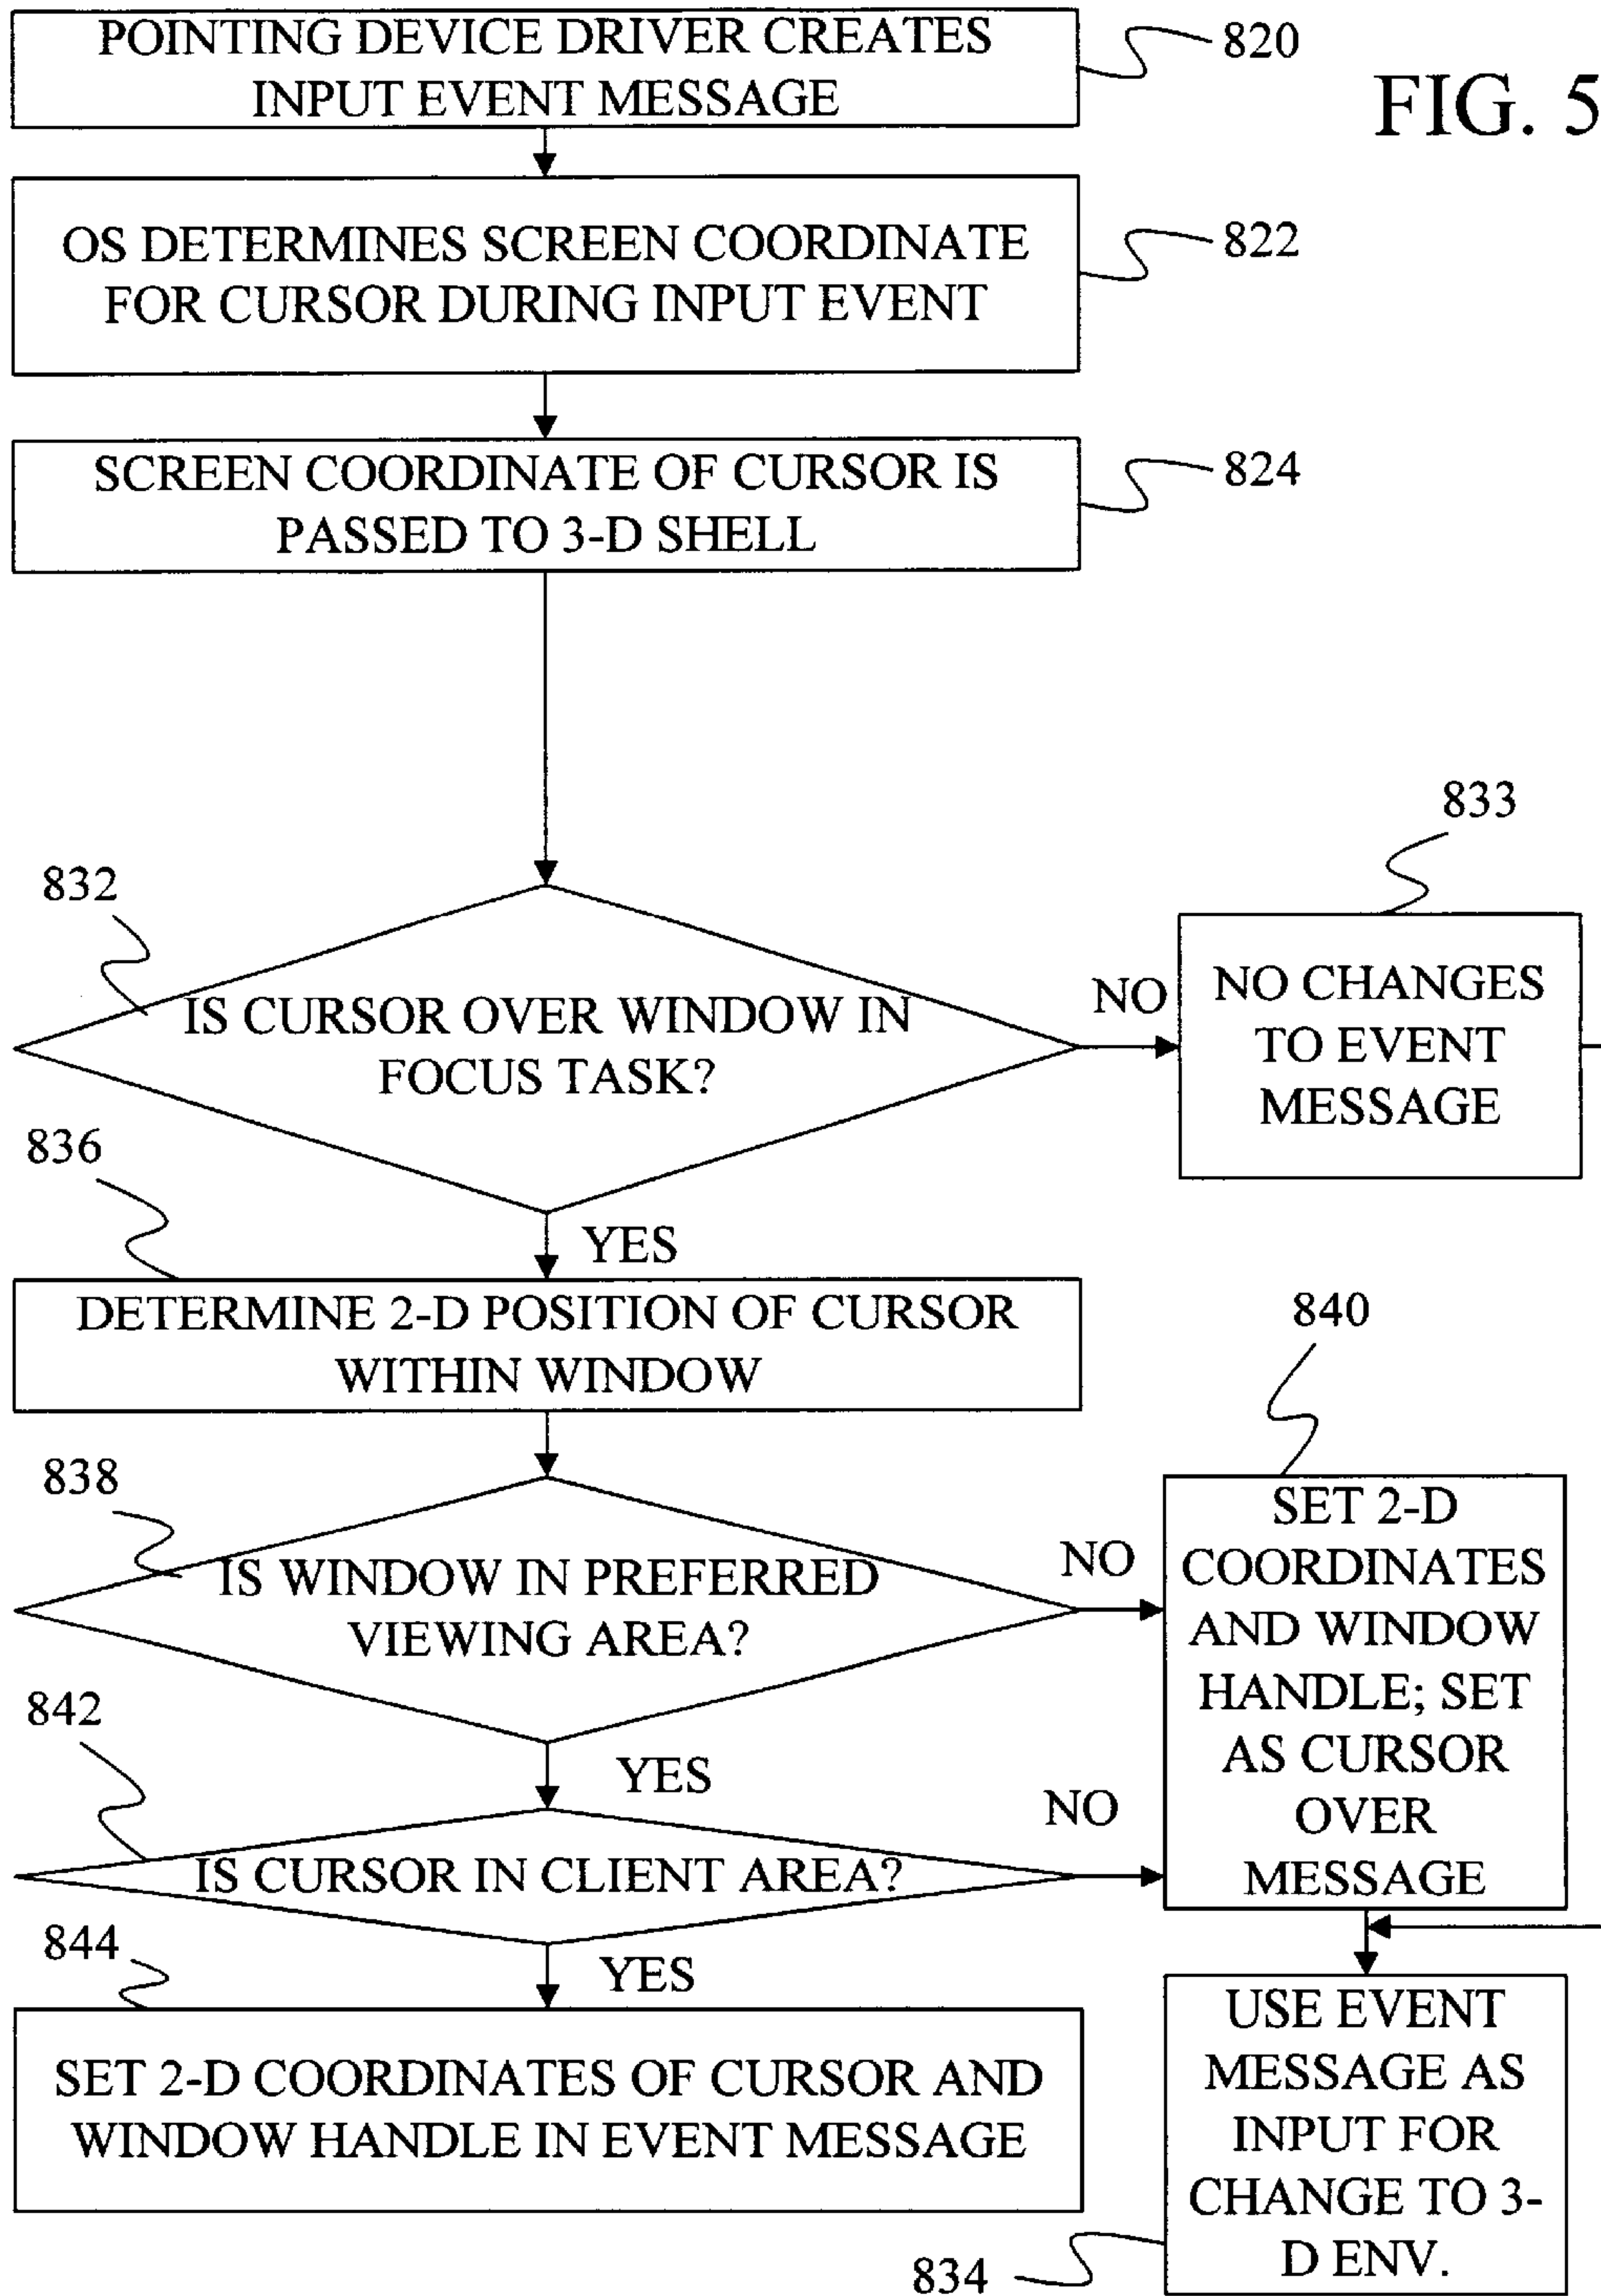 POINTING DEVICE DRIVER CREATES
INPUT EVENT MESSAGE
820
FIG. 5
OS DETERMINES SCREEN COORDINATE
FOR CURSOR DURING INPUT EVENT
822
SCREEN COORDINATE OF CURSOR IS
PASSED TO 3-D SHELL
824
832
IS CURSOR OVER WINDOW IN
FOCUS TASK?
NO
833
NO CHANGES
TO EVENT
MESSAGE
YES
836
DETERMINE 2-D POSITION OF CURSOR
WITHIN WINDOW
838
IS WINDOW IN PREFERRED
VIEWING AREA?
NO
840
SET 2-D
COORDINATES
AND WINDOW
HANDLE; SET
AS CURSOR
OVER
MESSAGE
YES
842
IS CURSOR IN CLIENT AREA?
NO
YES
844
SET 2-D COORDINATES OF CURSOR AND
WINDOW HANDLE IN EVENT MESSAGE
USE EVENT
MESSAGE AS
INPUT FOR
CHANGE TO 3-
D ENV.
834